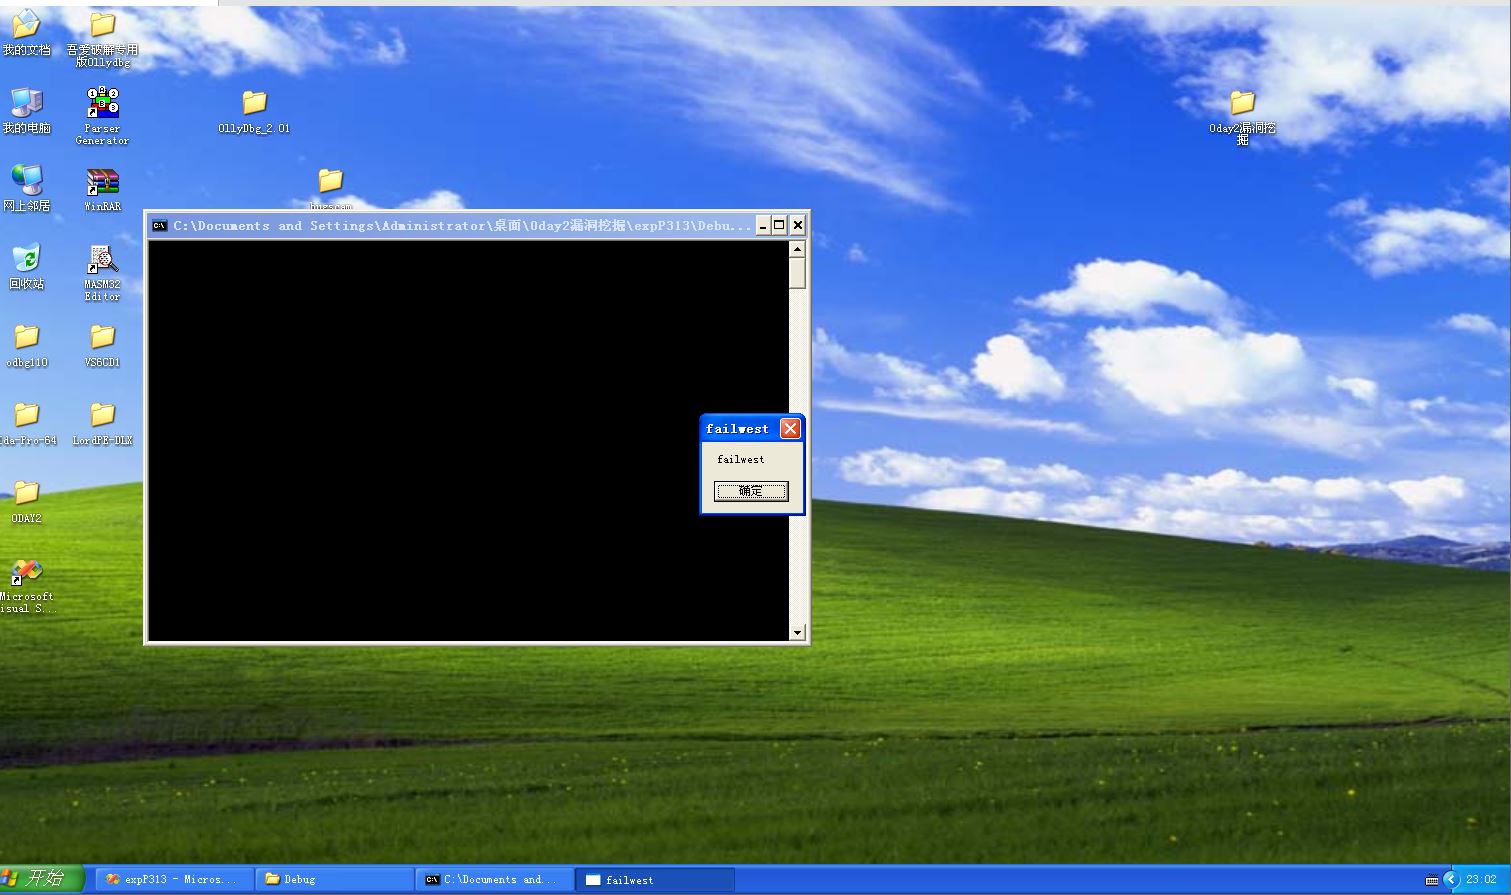 我的文档
吾爱破解专用
版Ollydbg
我的电脑
Parser
Generator
OllyDbg_2.01
0day2漏洞挖
掘
网上邻居
WinRAR
bugscam
C:\Documents and Settings\Administrator\桌面\0day2漏洞挖掘\expP313\Debu...
回收站
MASM32
Editor
odbg110
VS6CD1
Ida-Pro-64
LordPE-DLX
failwest
failwest
确定
ODAY2
Microsoft
isual S...
开始
expP313 - Micros...
Debug
C:\Documents and...
failwest
23:02